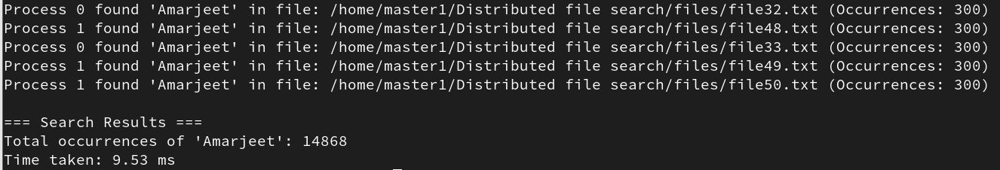 Process 0 found 'Amarjeet' in file: /home/master1/Distributed file search/files/file32.txt (Occurrences: 300)
Process 1 found 'Amarjeet' in file: /home/master1/Distributed file search/files/file48.txt (Occurrences: 300)
Process 0 found 'Amarjeet' in file: /home/master1/Distributed file search/files/file33.txt (Occurrences: 300)
Process 1 found 'Amarjeet' in file: /home/master1/Distributed file search/files/file49.txt (Occurrences: 300)
Process 1 found 'Amarjeet' in file: /home/master1/Distributed file search/files/file50.txt (Occurrences: 300)
=== Search Results ===
Total occurrences of 'Amarjeet': 14868
Time taken: 9.53 ms